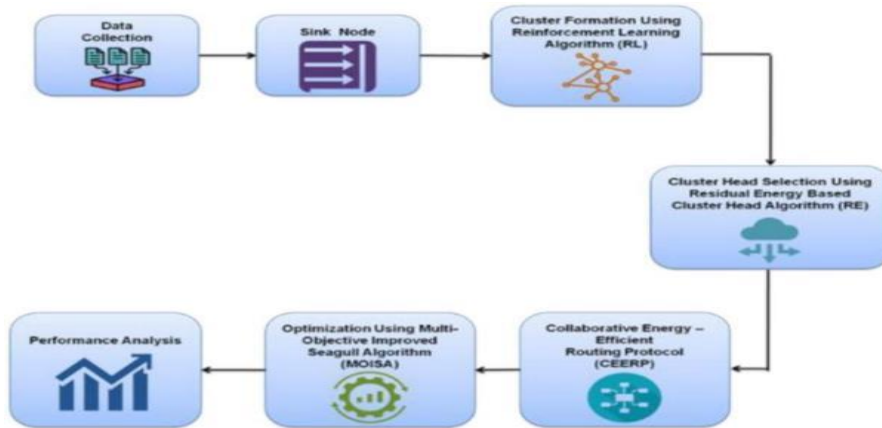 Data
Collection
Sink Node
Cluster Formation Using
Reinforcement Learning
Algorithm (RL)
Cluster Head Selection Using
Residual Energy Based
Cluster Head Algorithm (RE)
Collaborative Energy –
Efficient
Routing Protocol
(CEERP)
Optimization Using Multi-
Objective Improved
Seagull Algorithm
(MOISA)
Performance Analysis